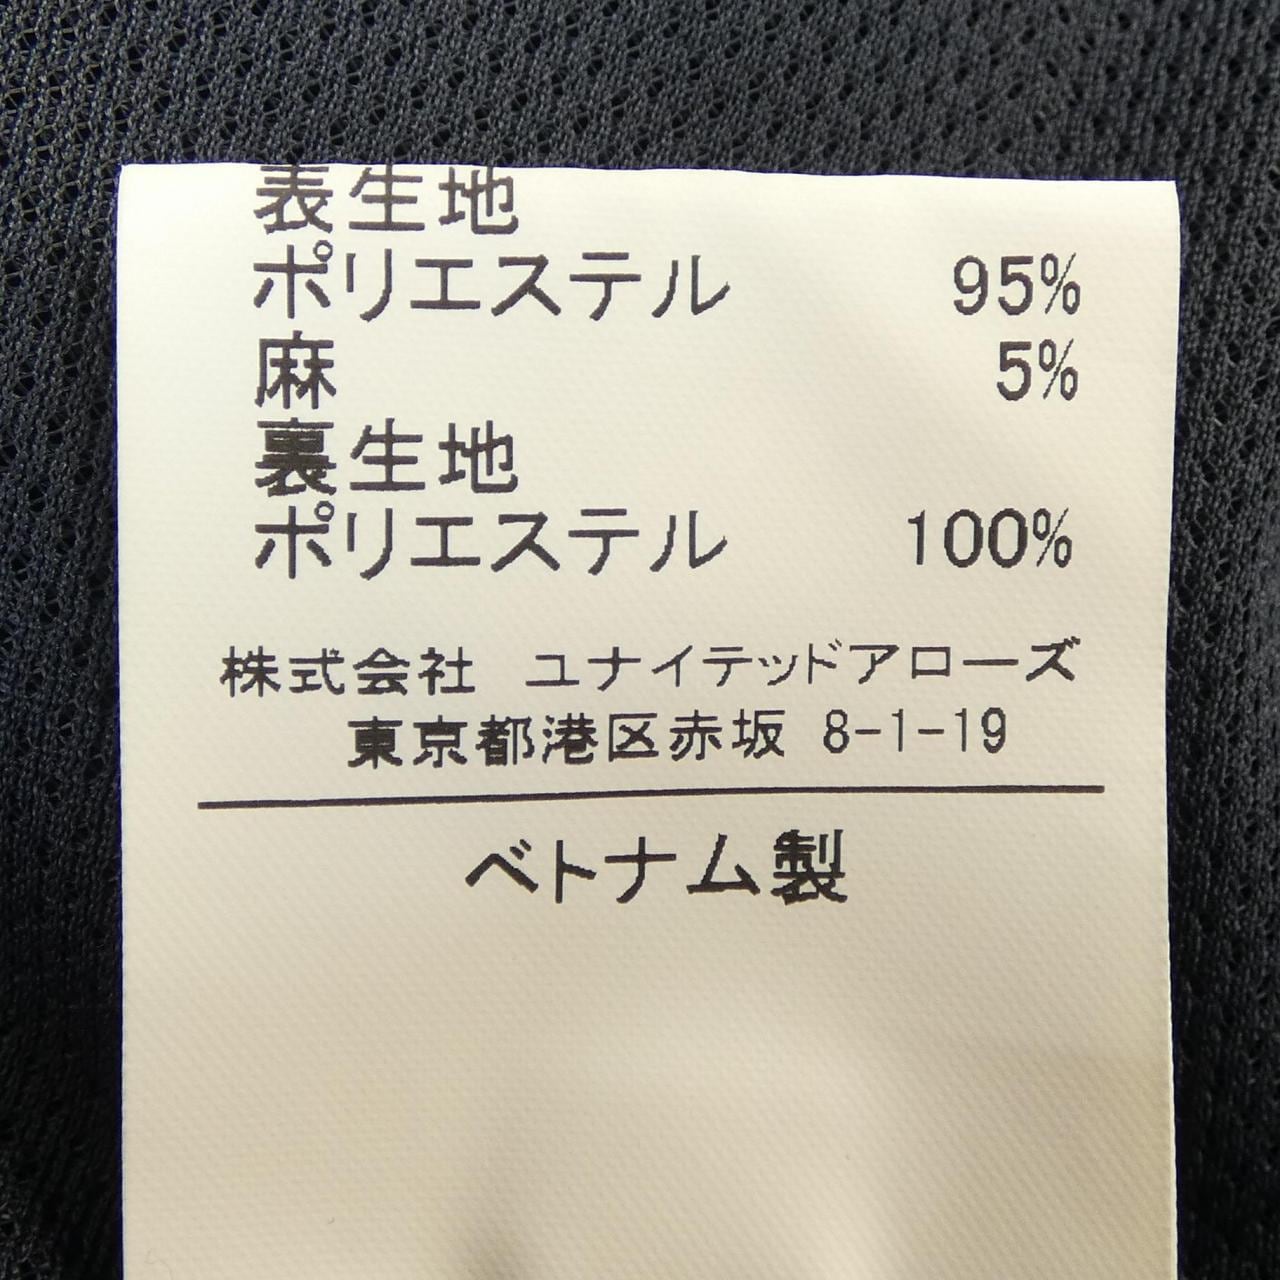 表生地
ポリエステル 95%
麻 5%
裏生地
ポリエステル 100%
株式会社 ユナイテッドアローズ
東京都港区赤坂 8-1-19
ベトナム製